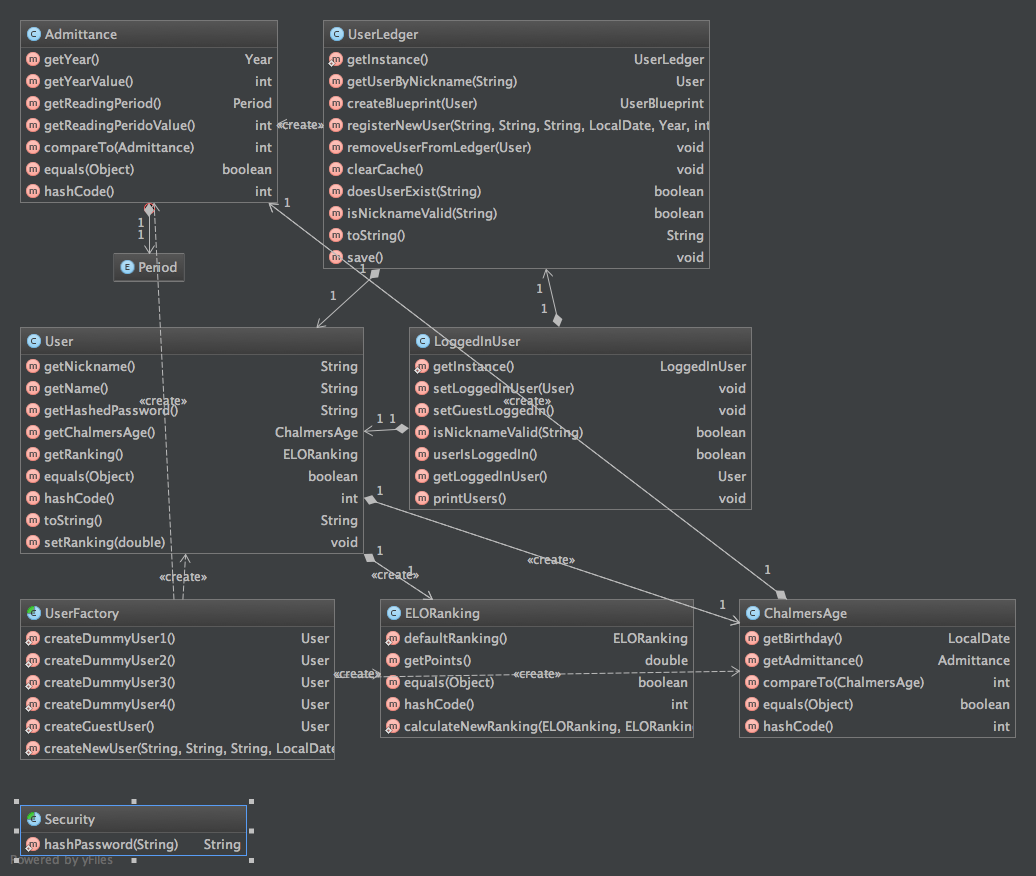 Admittance
getYear() Year
getYearValue() int
getReadingPeriod() Period
getReadingPeridoValue() int
compareTo(Admittance) int
equals(Object) boolean
hashCode() int
«create»
UserLedger
getInstance() UserLedger
getUserByNickname(String) User
createBlueprint(User) UserBlueprint
registerNewUser(String, String, String, LocalDate, Year, int
removeUserFromLedger(User) void
clearCache() void
doesUserExist(String) boolean
isNicknameValid(String) boolean
toString() String
save() void
1
1
1
E Period
1
1
1
1
User
getNickname() String
getName() String
getHashedPassword() String
getChalmersAge() ChalmersAge
getRanking() ELORanking
equals(Object) boolean
hashCode() int
toString() String
setRanking(double) void
«create»
1 1
LoggedInUser
getInstance() LoggedInUser
setLoggedInUser(User) void
setGuestLoggedIn() void
isNicknameValid(String) boolean
userIsLoggedIn() boolean
getLoggedInUser() User
printUsers() void
«create»
1
1
«create»
«create»
1
«create»
1
1
UserFactory
createDummyUser1() User
createDummyUser2() User
createDummyUser3() User
createDummyUser4() User
createGuestUser() User
createNewUser(String, String, String, LocalDate
«create»
ELORanking
defaultRanking() ELORanking
getPoints() double
equals(Object) boolean
hashCode() int
calculateNewRanking(ELORanking, ELORankin
«create»
ChalmersAge
getBirthday() LocalDate
getAdmittance() Admittance
compareTo(ChalmersAge) int
equals(Object) boolean
hashCode() int
Security
hashPassword(String) String
Powered by yFiles